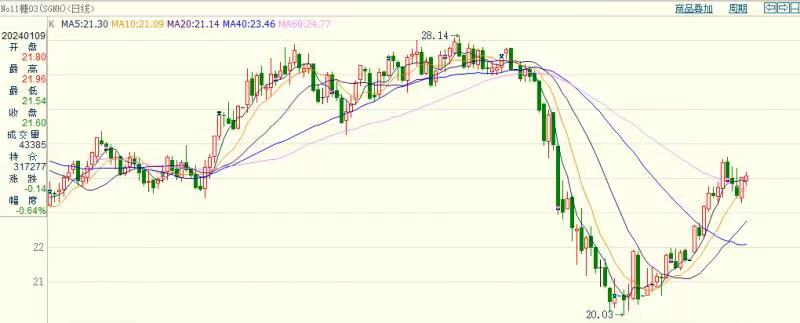 No11糖03(SGNH)<日线>
商品叠加 周期
K MA5:21.30 MA10:21.09 MA20:21.14 MA40:23.46 MA60:24.77
20240109
开 盘
21.80
最 高
21.96
最 低
21.54
收 盘
21.60
成交量
43385
持 仓
317277
涨 跌
-0.14
幅 度
-0.64%
28.14
22
21
20.03